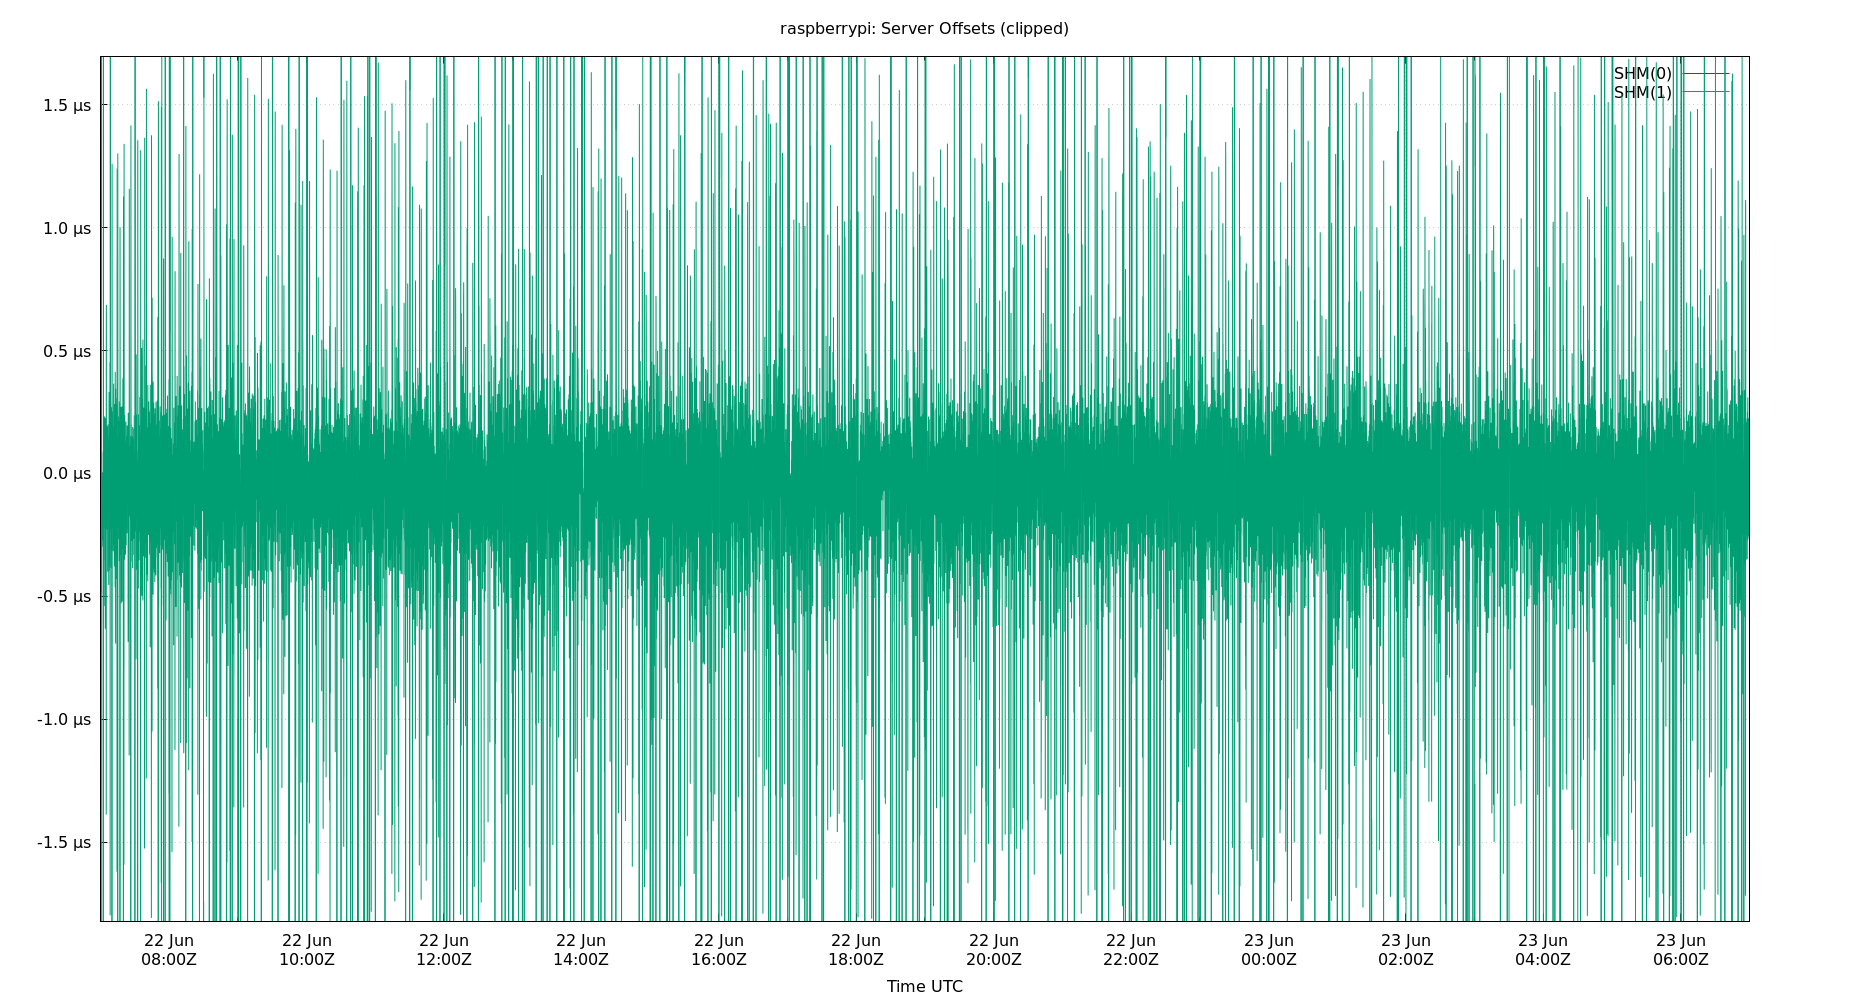 raspberrypi: Server Offsets (clipped)
SHM(0)
SHM(1)
1.5 µs
1.0 µs
0.5 µs
0.0 µs
-0.5 µs
-1.0 µs
-1.5 µs
22 Jun 22 Jun 22 Jun 22 Jun 22 Jun 22 Jun 22 Jun 22 Jun 23 Jun 23 Jun 23 Jun 23 Jun
08:00Z 10:00Z 12:00Z 14:00Z 16:00Z 18:00Z 20:00Z 22:00Z 00:00Z 02:00Z 04:00Z 06:00Z
Time UTC